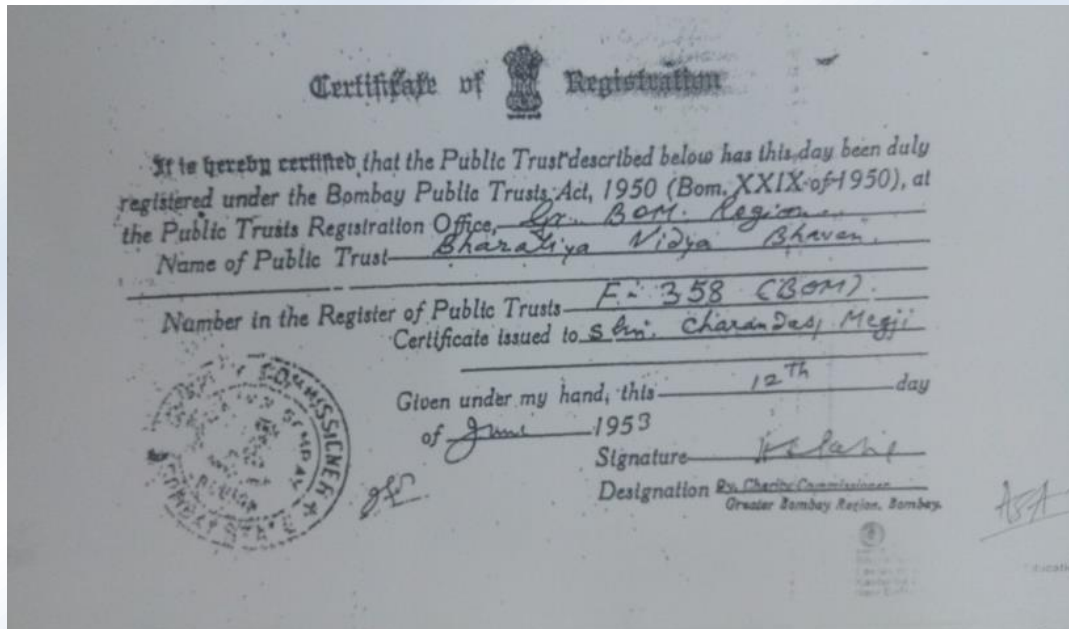 Certificate of Registration
It is hereby certified that the Public Trust described below has this day been duly
registered under the Bombay Public Trusts Act, 1950 (Bom. XXIX of 1950), at
the Public Trusts Registration Office, Gr. BOM. Region
Name of Public Trust Bharatiya Vidya Bhavan.
Number in the Register of Public Trusts F-358 (BOM).
Certificate issued to Shri. Charandas Megji
Given under my hand, this 12th day
of June 1953
COMMISSIONER
Signature
Designation Dy. Charity Commissioner
Greater Bombay Region. Bombay.